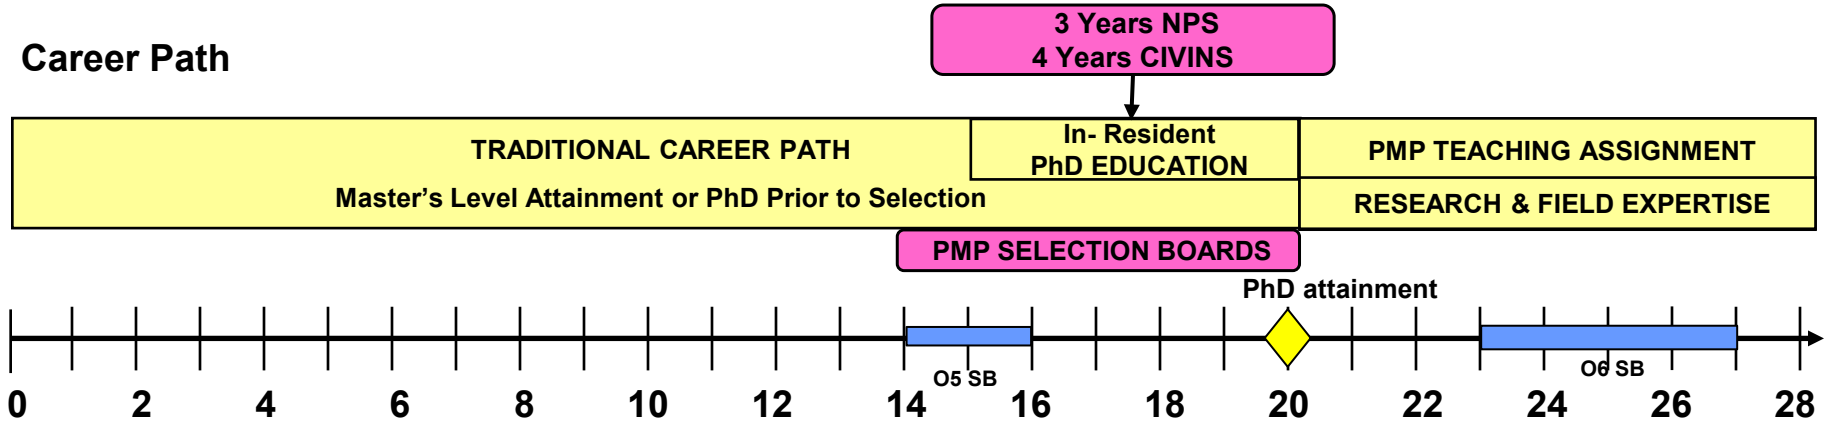 3 Years NPS
4 Years CIVINS
Career Path
TRADITIONAL CAREER PATH
In- Resident
PhD EDUCATION
PMP TEACHING ASSIGNMENT
Master's Level Attainment or PhD Prior to Selection
RESEARCH & FIELD EXPERTISE
PMP SELECTION BOARDS
PhD attainment
O5 SB
O6 SB
0 2 4 6 8 10 12 14 16 18 20 22 24 26 28